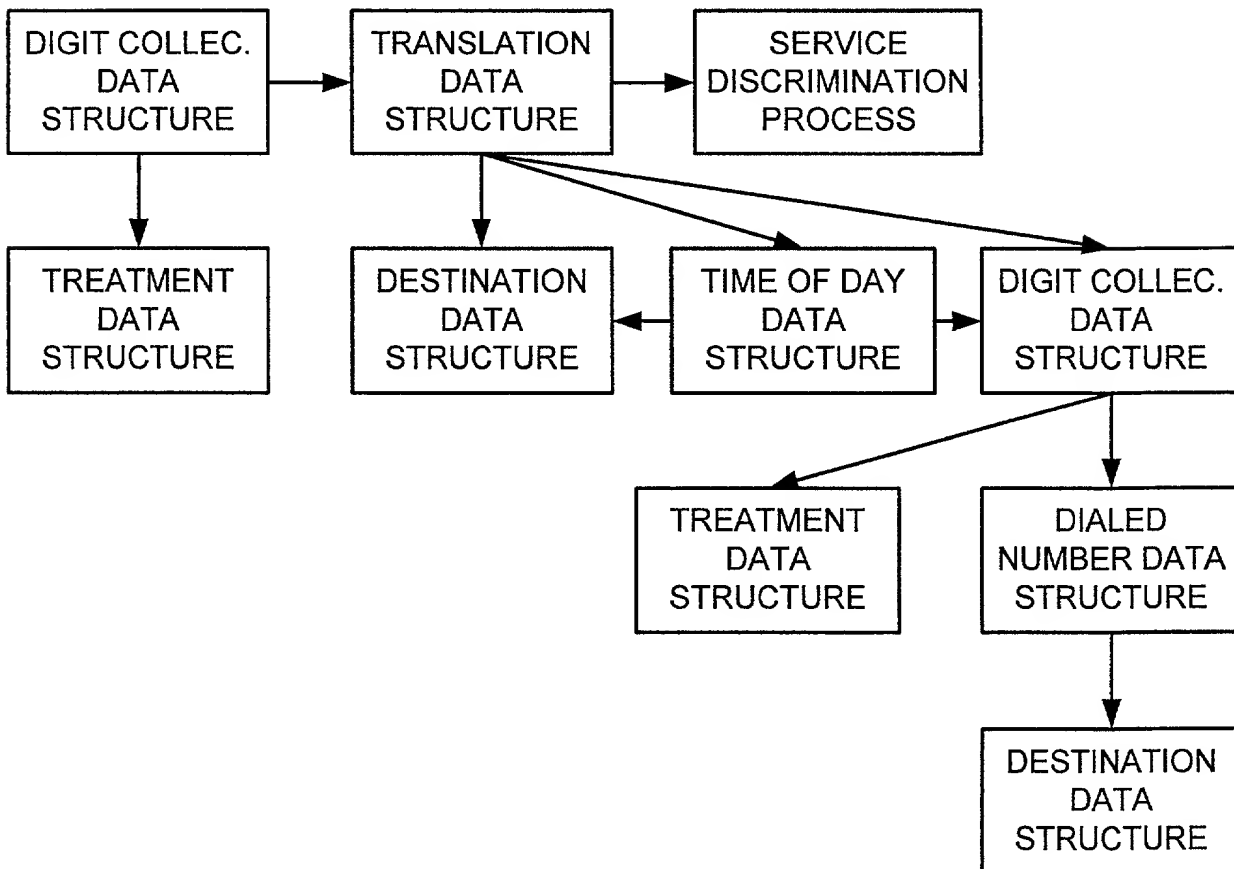 DIGIT COLLEC.
DATA
STRUCTURE
TRANSLATION
DATA
STRUCTURE
SERVICE
DISCRIMINATION
PROCESS
TREATMENT
DATA
STRUCTURE
DESTINATION
DATA
STRUCTURE
TIME OF DAY
DATA
STRUCTURE
DIGIT COLLEC.
DATA
STRUCTURE
TREATMENT
DATA
STRUCTURE
DIALED
NUMBER DATA
STRUCTURE
DESTINATION
DATA
STRUCTURE